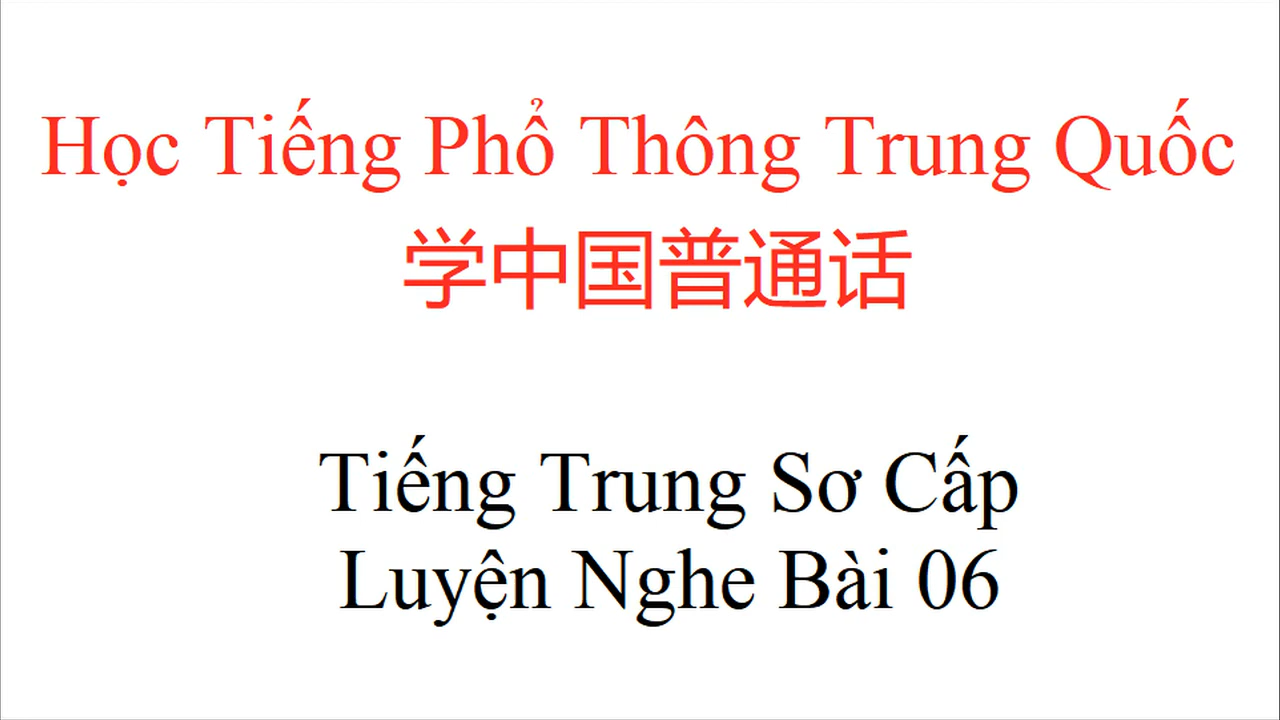 Học Tiếng Phổ Thông Trung Quốc
学中国普通话
Tiếng Trung Sơ Cấp
Luyện Nghe Bài 06